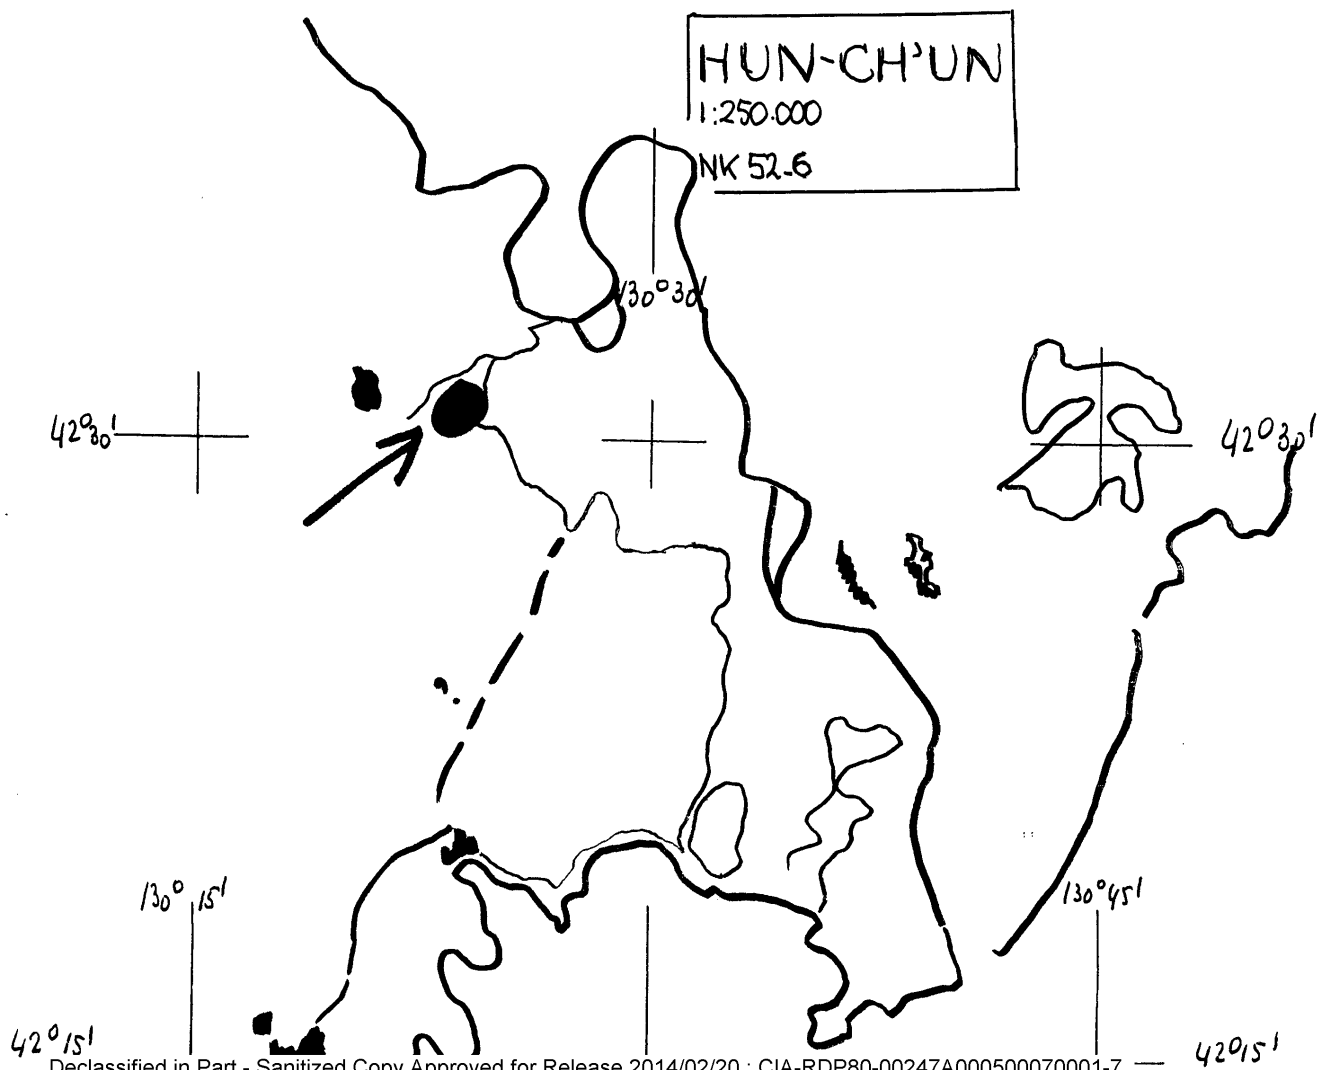 HUN-CH'UN
1:250.000
NK 52-6
130° 30'
42°30'
42° 30'
130° 15'
130° 45'
42° 15'
42° 15'
Declassified in Part - Sanitized Copy Approved for Release 2014/02/20 : CIA-RDP80-00247A000500070001-7